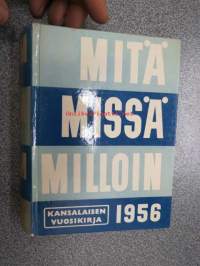 MITÄ
MISSÄ
MILLOIN
KANSALAISEN
VUOSIKIRJA
1956